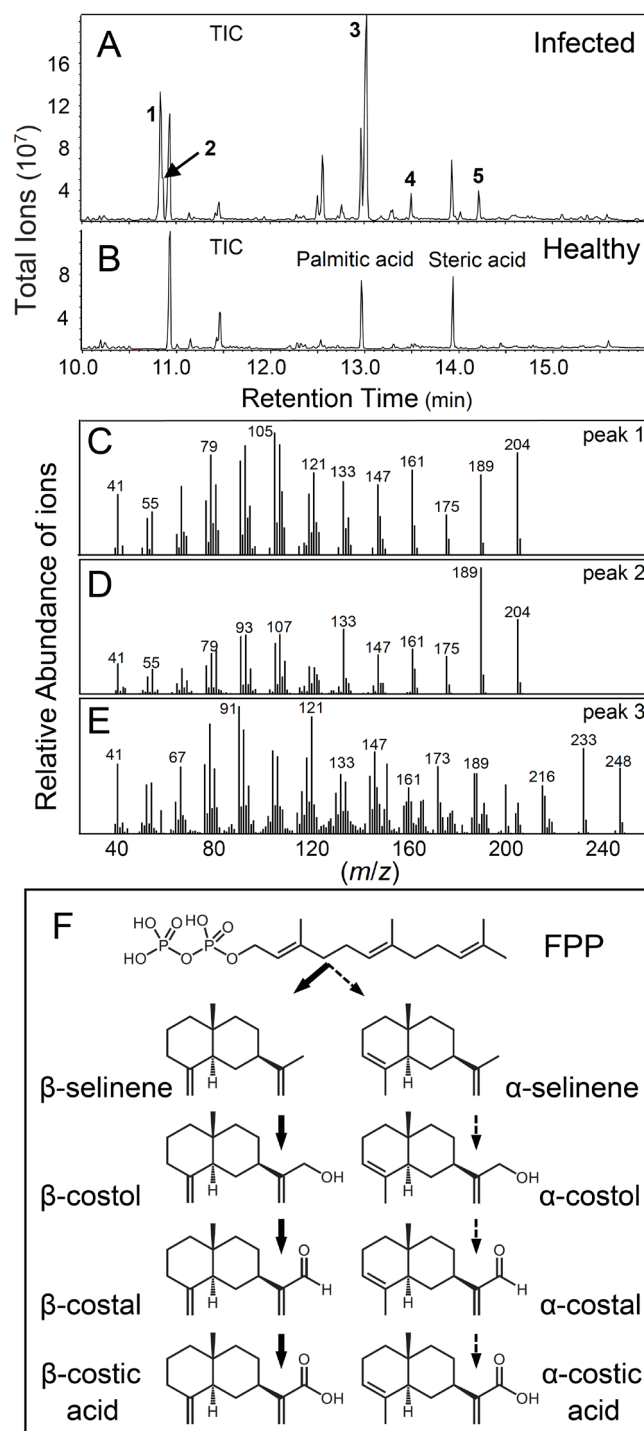 A
TIC
3
Infected
16
12
1
2
8
4
5
4
Total Ions (10⁷)
B
TIC
Palmitic acid
Steric acid
Healthy
8
4
10.0 11.0 12.0 13.0 14.0 15.0
Retention Time (min)
C
peak 1
41 55 79 105 121 133 147 161 175 189 204
D
peak 2
41 55 79 93 107 133 147 161 175 189 204
E
peak 3
41 67 91 121 133 147 161 173 189 216 233 248
Relative Abundance of ions
40 80 120 160 200 240
(m/z)
F
HO O HO O
P P
HO O O
FPP
β-selinene
H
H
α-selinene
β-costol
H
OH
H
OH
α-costol
β-costal
H
O
H
H
O
H
α-costal
β-costic
acid
H
O
OH
H
O
OH
α-costic
acid